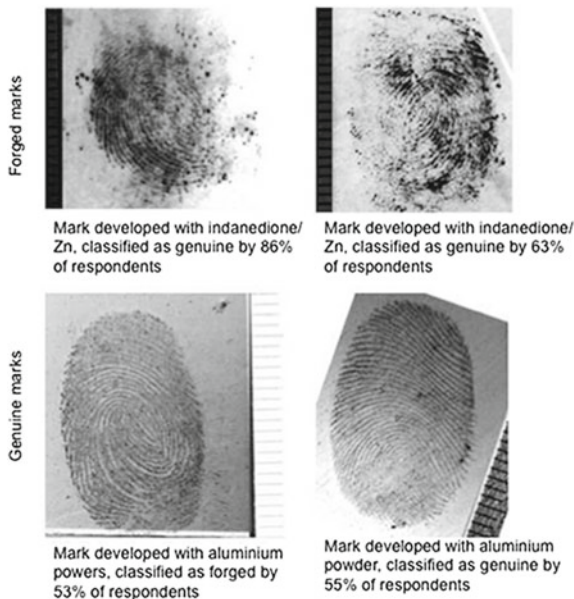 Forged marks
Mark developed with indanedione/
Zn, classified as genuine by 86%
of respondents
Mark developed with indanedione/
Zn, classified as genuine by 63%
of respondents
Genuine marks
Mark developed with aluminium
powers, classified as forged by
53% of respondents
Mark developed with aluminium
powder, classified as genuine by
55% of respondents